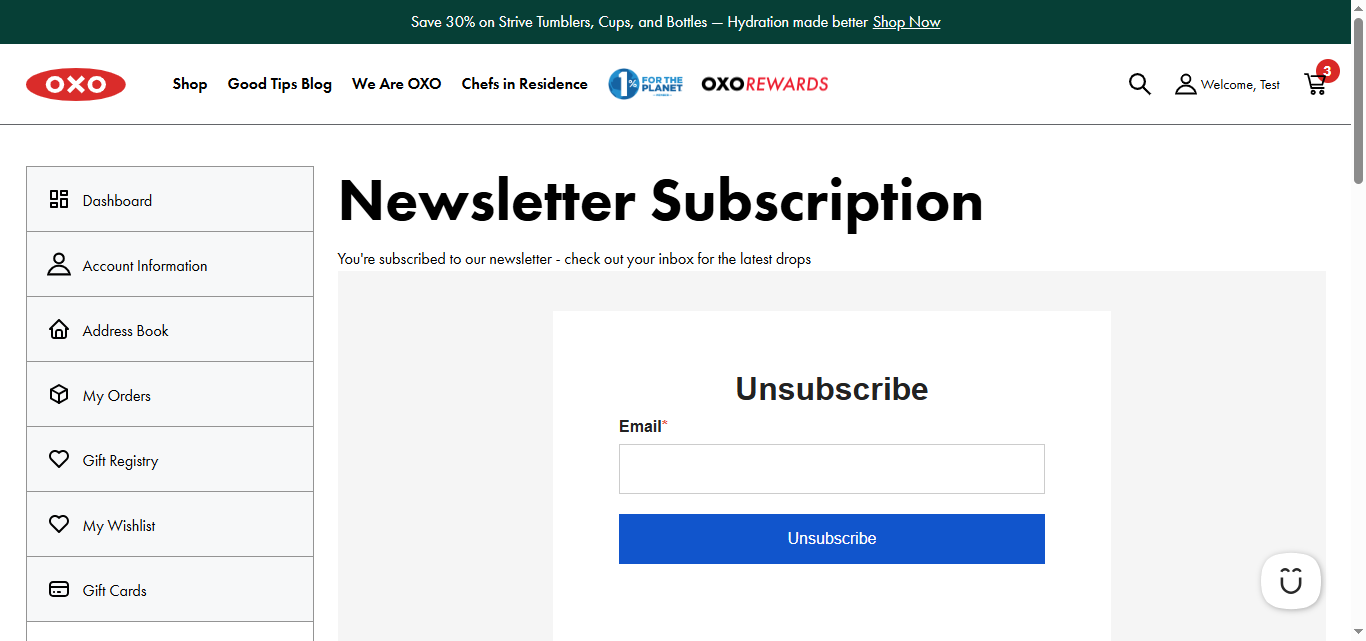 Save 30% on Strive Tumblers, Cups, and Bottles — Hydration made better Shop Now
OXO
Shop
Good Tips Blog
We Are OXO
Chefs in Residence
1% FOR THE PLANET
OXOREWARDS
Welcome, Test
3
Dashboard
Account Information
Address Book
My Orders
Gift Registry
My Wishlist
Gift Cards
Newsletter Subscription
You're subscribed to our newsletter - check out your inbox for the latest drops
Unsubscribe
Email*
Unsubscribe